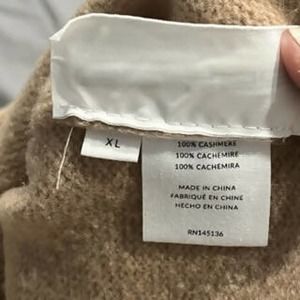 XL
100% CASHMERE
100% CACHEMIRE
100% CACHEMIRA
MADE IN CHINA
FABRIQUÉ EN CHINE
HECHO EN CHINA
RN145136